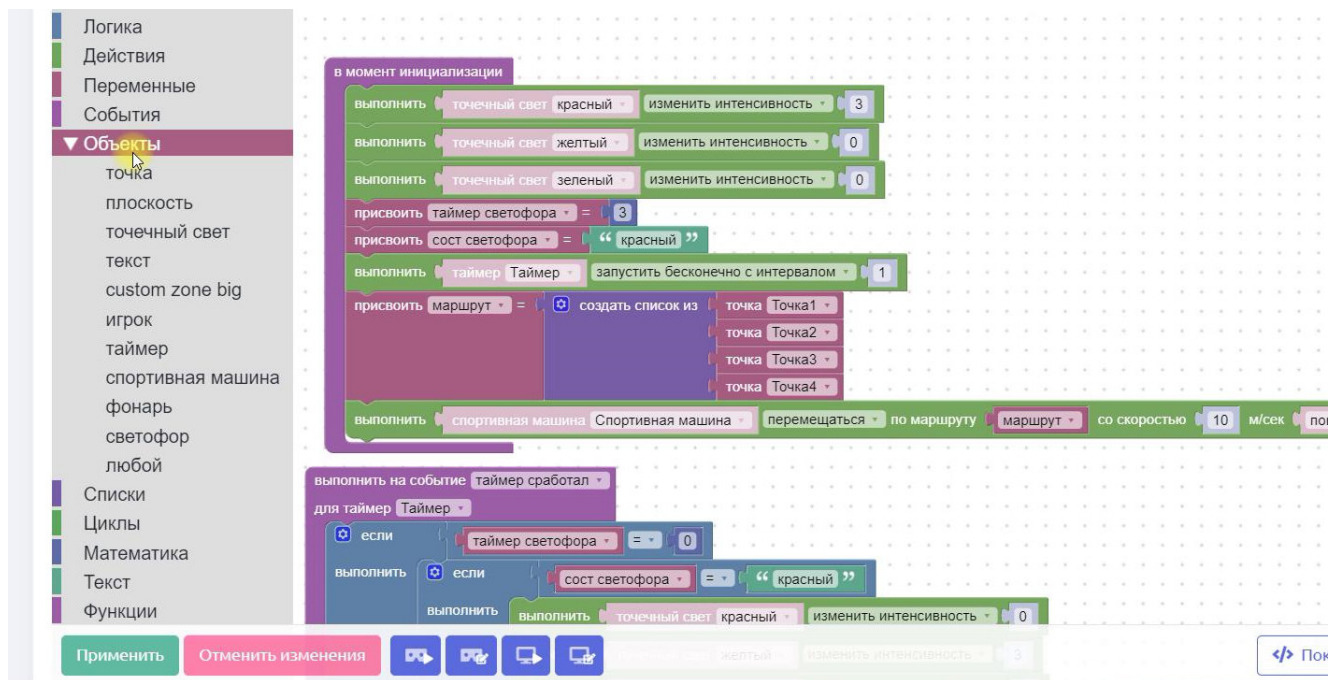 Логика
Действия
Переменные
События
Объекты
точка
плоскость
точечный свет
текст
custom zone big
игрок
таймер
спортивная машина
фонарь
светофор
любой
Списки
Циклы
Математика
Текст
Функции
в момент инициализации
выполнить точечный свет красный изменить интенсивность 3
выполнить точечный свет желтый изменить интенсивность 0
выполнить точечный свет зеленый изменить интенсивность 0
присвоить таймер светофора = 3
присвоить сост светофора = “ красный ”
выполнить таймер Таймер запустить бесконечно с интервалом 1
присвоить маршрут = создать список из точка Точка1
точка Точка2
точка Точка3
точка Точка4
выполнить спортивная машина Спортивная машина перемещаться по маршруту маршрут со скоростью 10 м/сек
выполнить на событие таймер сработал
для таймер Таймер
если таймер светофора = 0
выполнить если сост светофора = “ красный ”
выполнить выполнить точечный свет красный изменить интенсивность 0
желтый изменить интенсивность 3
Применить Отменить изменения </> Пок